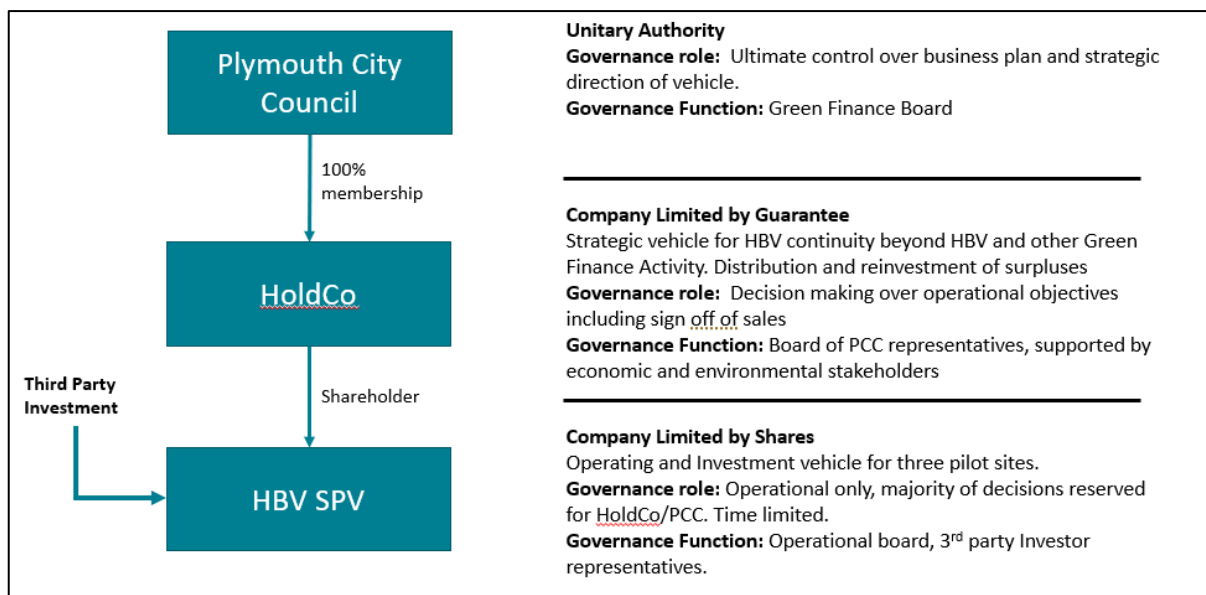 Plymouth City
Council
100%
membership
HoldCo
Shareholder
Third Party
Investment
HBV SPV
Unitary Authority
Governance role:  Ultimate control over business plan and strategic
direction of vehicle.
Governance Function: Green Finance Board
Company Limited by Guarantee
Strategic vehicle for HBV continuity beyond HBV and other Green
Finance Activity. Distribution and reinvestment of surpluses
Governance role:  Decision making over operational objectives
including sign off of sales
Governance Function: Board of PCC representatives, supported by
economic and environmental stakeholders
Company Limited by Shares
Operating and Investment vehicle for three pilot sites.
Governance role: Operational only, majority of decisions reserved
for HoldCo/PCC. Time limited.
Governance Function: Operational board, 3rd party Investor
representatives.